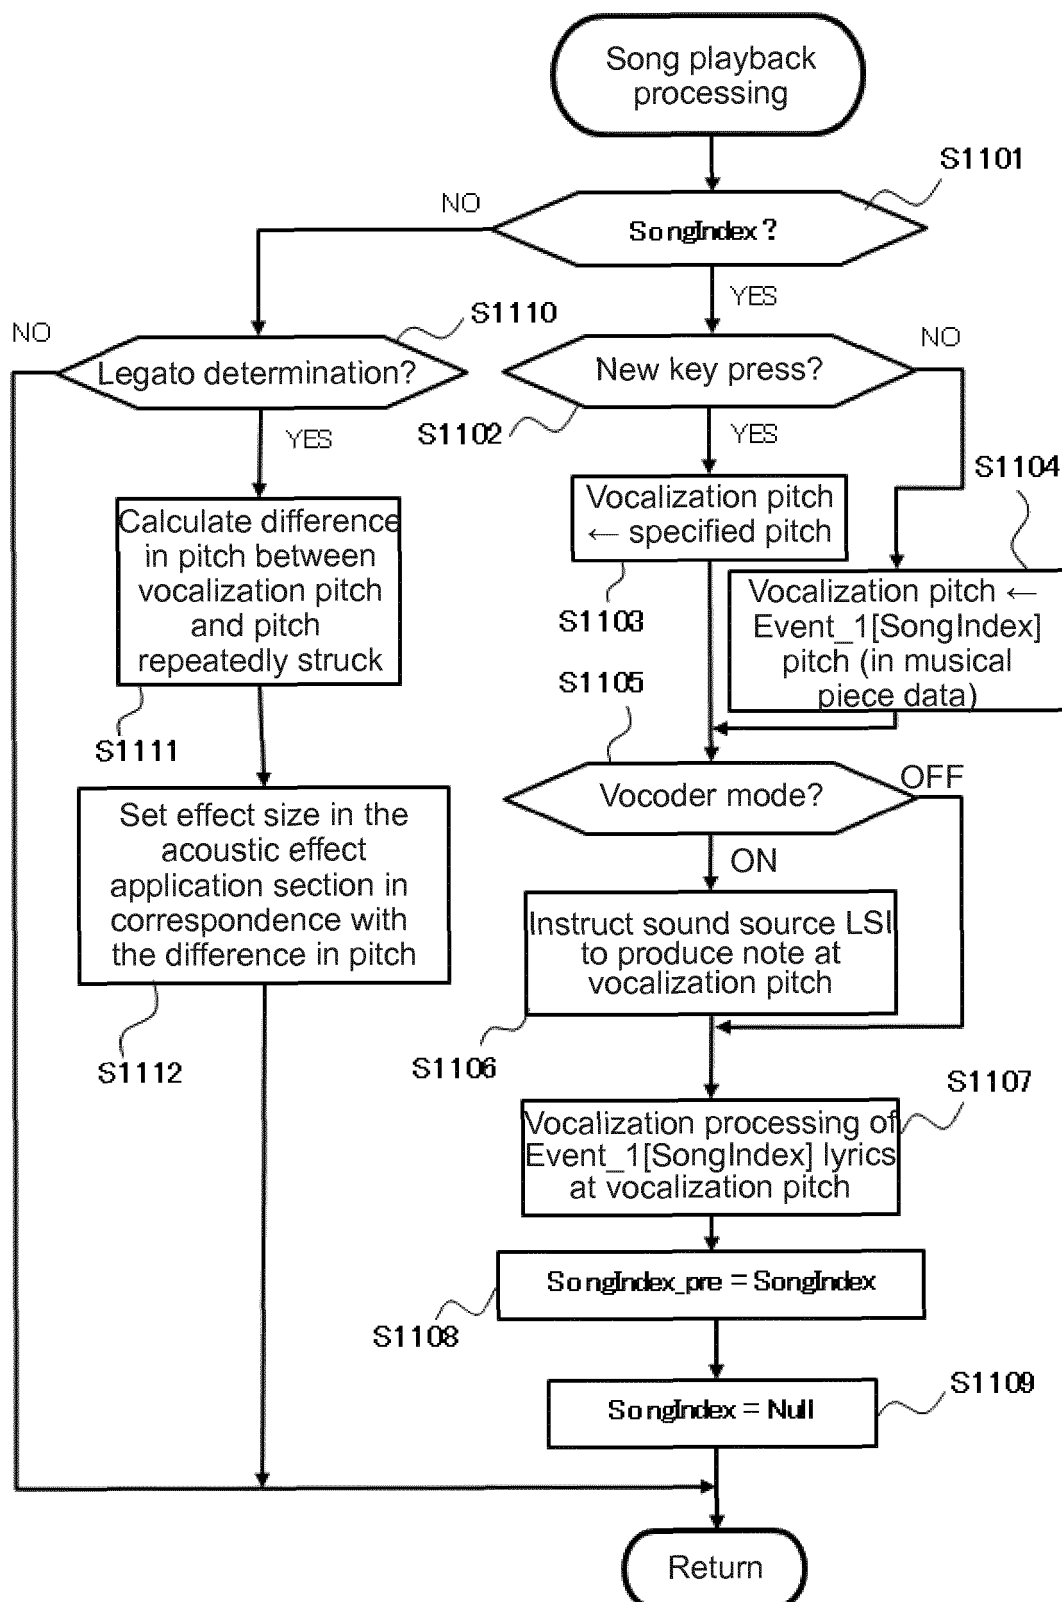 Song playback
processing
S1101
NO
SongIndex?
YES
S1110
NO
Legato determination?
New key press?
NO
S1102
YES
YES
S1104
Calculate difference
in pitch between
vocalization pitch
and pitch
repeatedly struck
Vocalization pitch
← specified pitch
Vocalization pitch ←
Event_1[SongIndex]
pitch (in musical
piece data)
S1103
S1105
S1111
Vocoder mode?
OFF
ON
Set effect size in the
acoustic effect
application section in
correspondence with
the difference in pitch
Instruct sound source LSI
to produce note at
vocalization pitch
S1112
S1106
S1107
Vocalization processing of
Event_1[SongIndex] lyrics
at vocalization pitch
SongIndex_pre = SongIndex
S1108
S1109
SongIndex = Null
Return